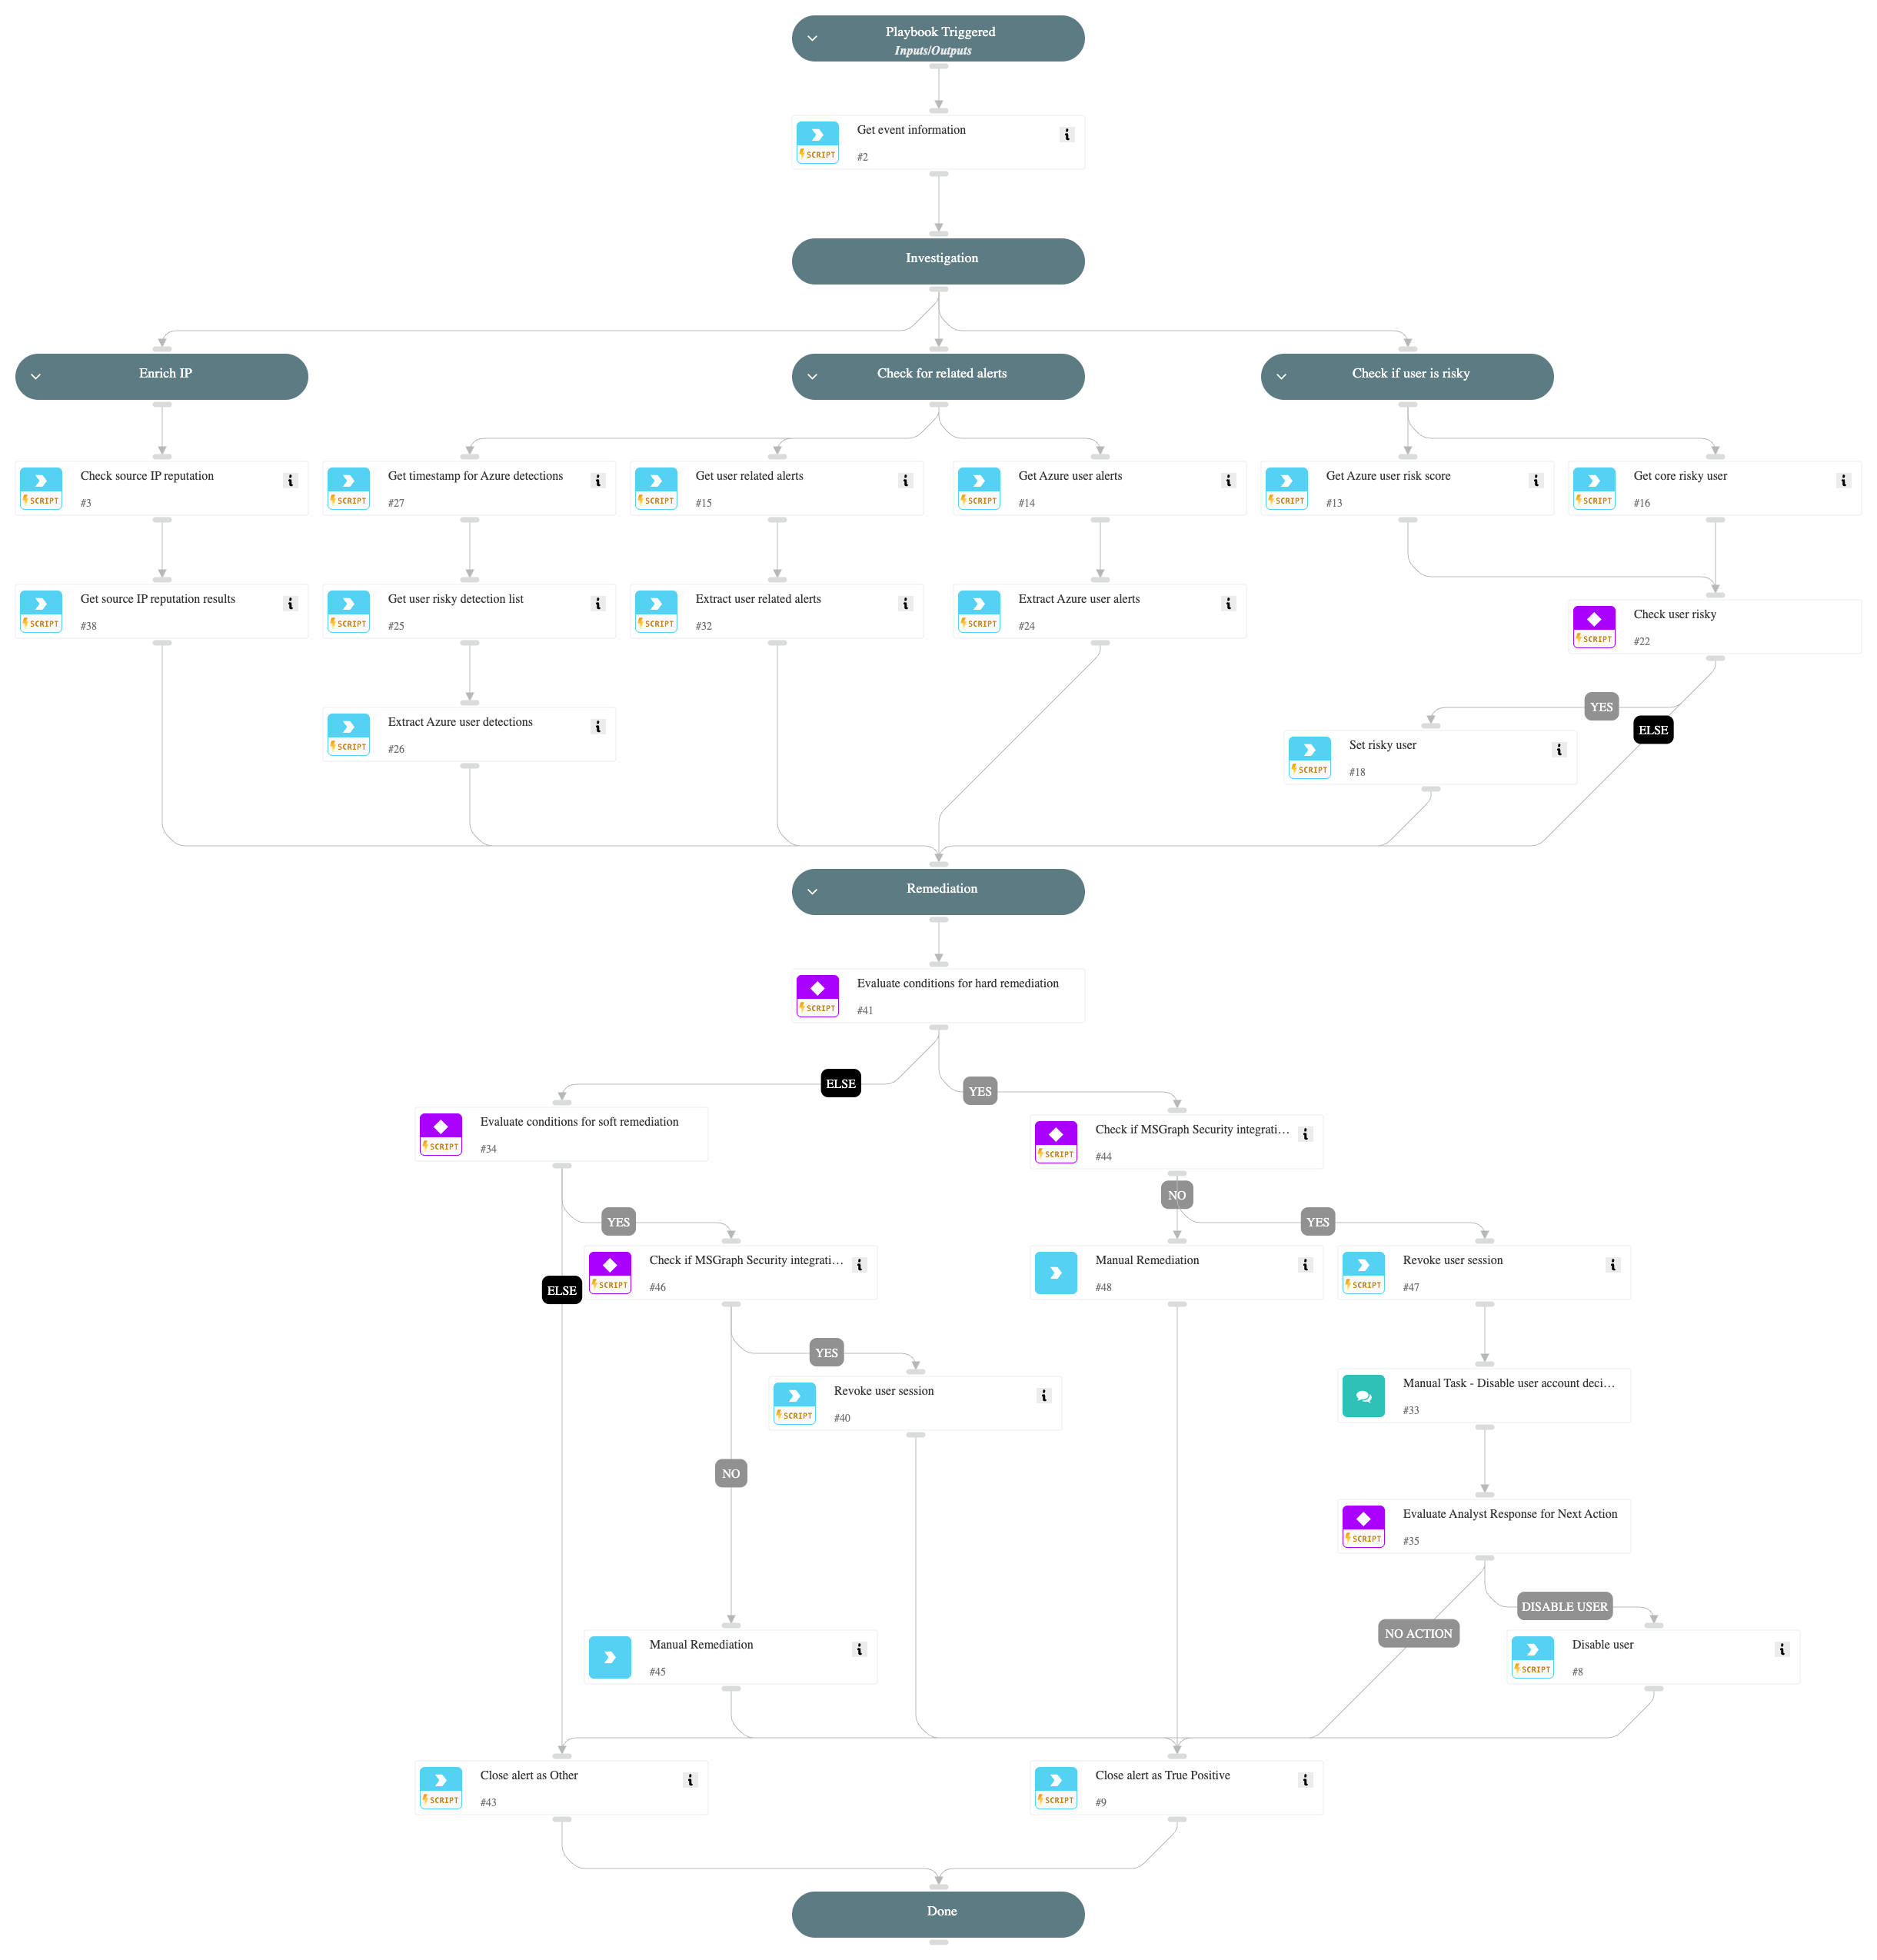 Playbook Triggered
Inputs/Outputs
Get event information
SCRIPT
#2
Investigation
Enrich IP
Check for related alerts
Check if user is risky
Check source IP reputation
SCRIPT
#3
Get timestamp for Azure detections
SCRIPT
#27
Get user related alerts
SCRIPT
#15
Get Azure user alerts
SCRIPT
#14
Get Azure user risk score
SCRIPT
#13
Get core risky user
SCRIPT
#16
Get source IP reputation results
SCRIPT
#38
Get user risky detection list
SCRIPT
#25
Extract user related alerts
SCRIPT
#32
Extract Azure user alerts
SCRIPT
#24
Check user risky
SCRIPT
#22
YES
ELSE
Extract Azure user detections
SCRIPT
#26
Set risky user
SCRIPT
#18
Remediation
Evaluate conditions for hard remediation
SCRIPT
#41
ELSE
YES
Evaluate conditions for soft remediation
SCRIPT
#34
Check if MSGraph Security integrati...
SCRIPT
#44
NO
YES
YES
Check if MSGraph Security integrati...
SCRIPT
#46
ELSE
Manual Remediation
#48
Revoke user session
SCRIPT
#47
YES
Revoke user session
SCRIPT
#40
Manual Task - Disable user account deci...
#33
NO
Evaluate Analyst Response for Next Action
SCRIPT
#35
DISABLE USER
NO ACTION
Manual Remediation
#45
Disable user
SCRIPT
#8
Close alert as Other
SCRIPT
#43
Close alert as True Positive
SCRIPT
#9
Done